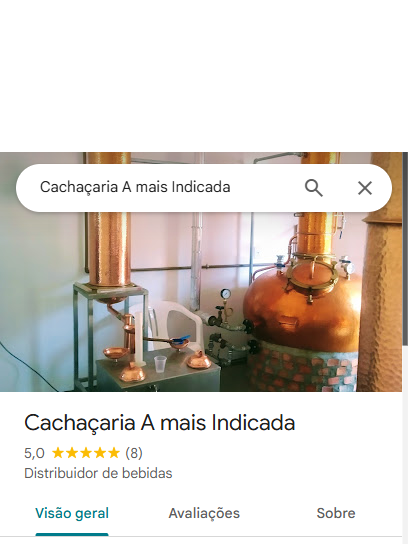 Cachaçaria A mais Indicada
Cachaçaria A mais Indicada
5,0 ★★★★★ (8)
Distribuidor de bebidas
Visão geral Avaliações Sobre